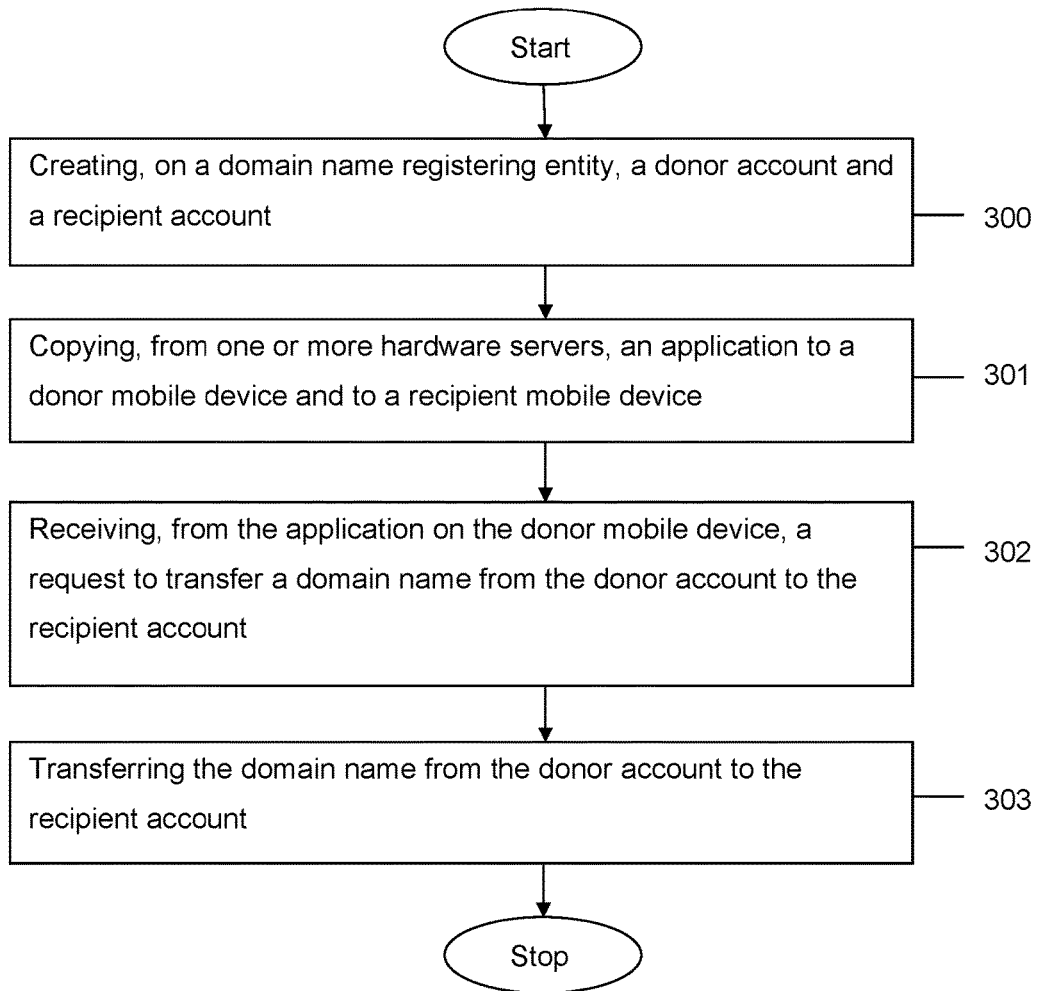 Start
Creating, on a domain name registering entity, a donor account and
a recipient account
300
Copying, from one or more hardware servers, an application to a
donor mobile device and to a recipient mobile device
301
Receiving, from the application on the donor mobile device, a
request to transfer a domain name from the donor account to the
recipient account
302
Transferring the domain name from the donor account to the
recipient account
303
Stop